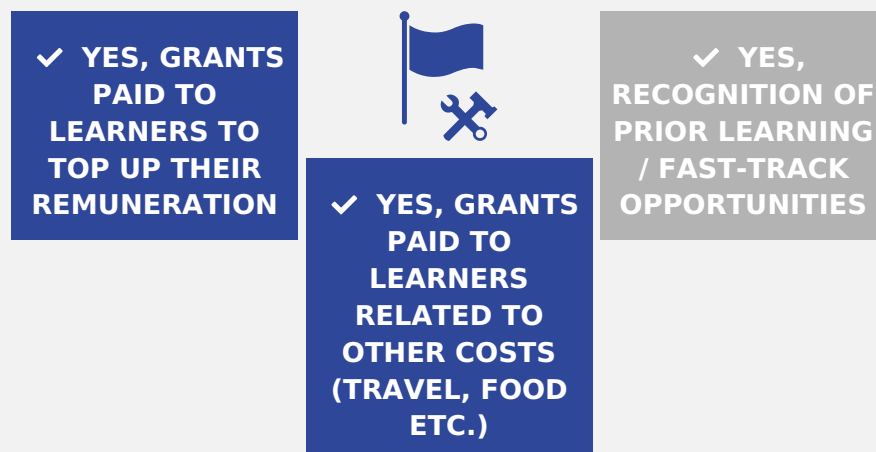 ✔ YES, GRANTS
PAID TO
LEARNERS TO
TOP UP THEIR
REMUNERATION
✔ YES, GRANTS
PAID TO
LEARNERS
RELATED TO
OTHER COSTS
(TRAVEL, FOOD
ETC.)
✔ YES,
RECOGNITION OF
PRIOR LEARNING
/ FAST-TRACK
OPPORTUNITIES